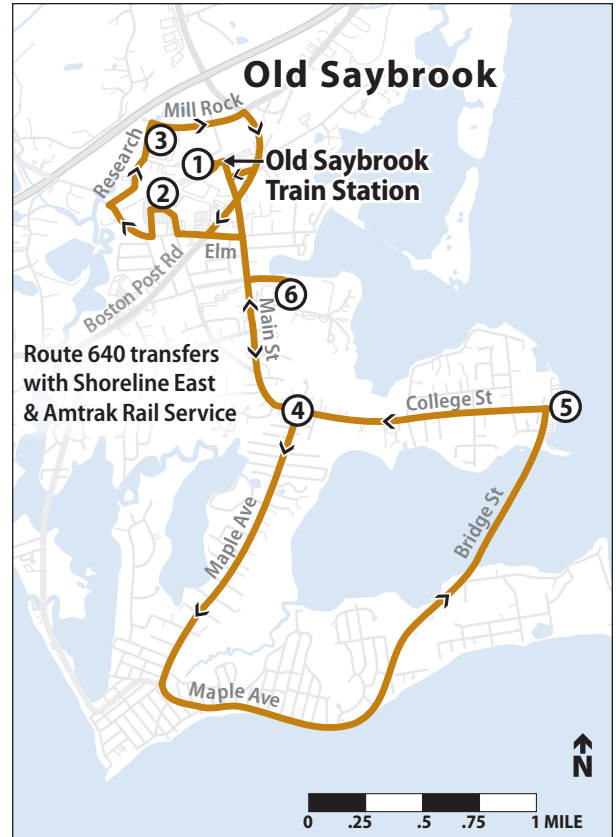 Old Saybrook
Mill Rock
3
Research
1
Old Saybrook
Train Station
2
Elm
Boston Post Rd
6
Main St
Route 640 transfers
with Shoreline East
& Amtrak Rail Service
4
College St
5
Maple Ave
Bridge St
Maple Ave
N
0 .25 .5 .75 1 MILE